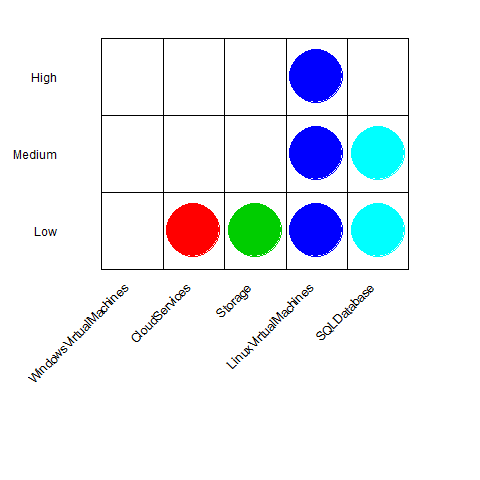 High
Medium
Low
WindowsVirtualMachines
CloudServices
Storage
LinuxVirtualMachines
SQLDatabase